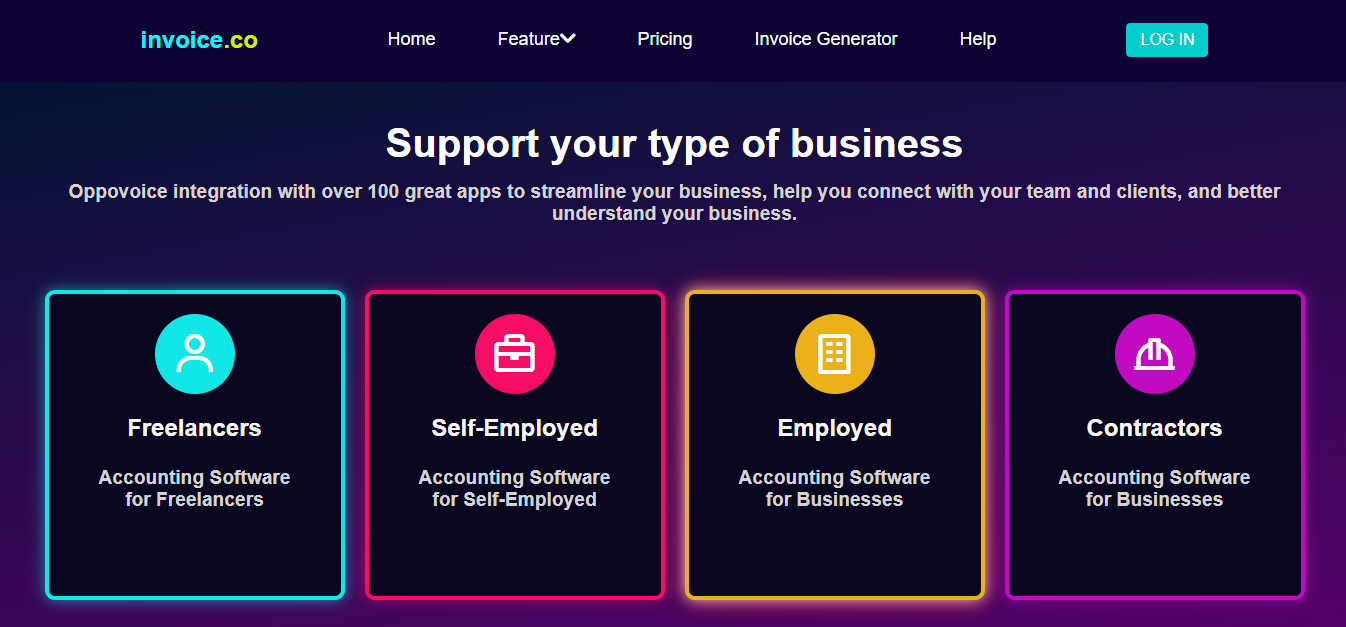 invoice.co
Home
Feature
Pricing
Invoice Generator
Help
LOG IN
Support your type of business
Oppovoice integration with over 100 great apps to streamline your business, help you connect with your team and clients, and better
understand your business.
Freelancers
Accounting Software
for Freelancers
Self-Employed
Accounting Software
for Self-Employed
Employed
Accounting Software
for Businesses
Contractors
Accounting Software
for Businesses